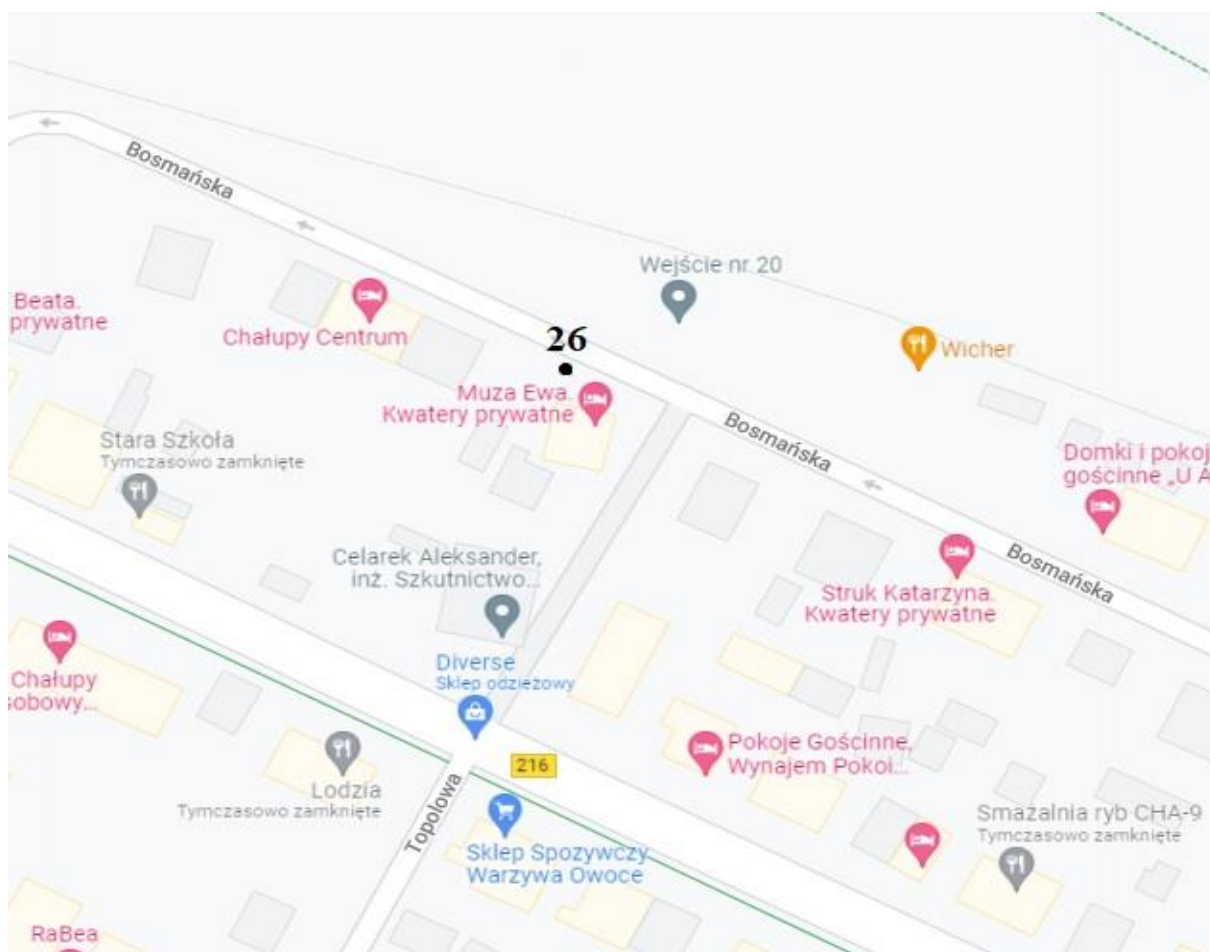 Bosmańska
Wejście nr 20
Beata.
prywatne
Chałupy Centrum
26
Wicher
Muza Ewa.
Kwatery prywatne
Bosmańska
Stara Szkoła
Tymczasowo zamknięte
Domki i pokoj
gościnne „U A
Celarek Aleksander,
inż. Szkutnictwo...
Bosmańska
Struk Katarzyna.
Kwatery prywatne
Diverse
Sklep odzieżowy
Chałupy
sobowy...
216
Pokoje Gościnne,
Wynajem Pokoi...
Lodzia
Tymczasowo zamknięte
Topolowa
Smażalnia ryb CHA-9
Tymczasowo zamknięte
Sklep Spożywczy
Warzywa Owoce
RaBea